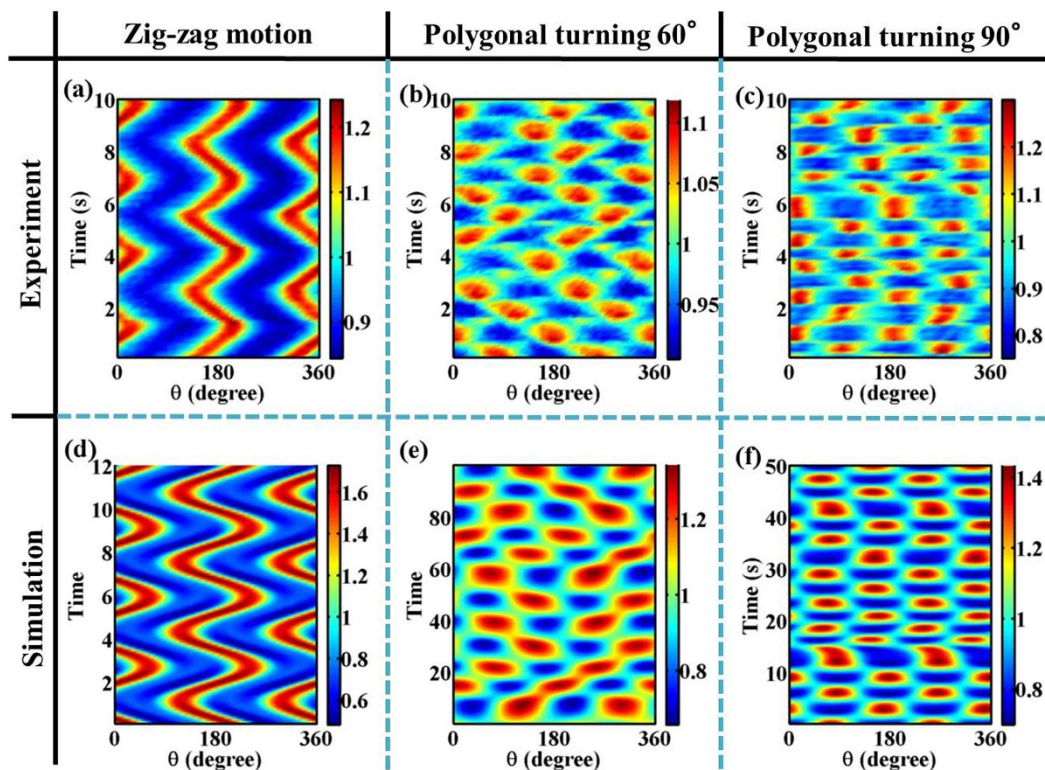 Zig-zag motion
Polygonal turning 60°
Polygonal turning 90°
Experiment
(a)
10
8
6
4
2
Time (s)
0 180 360
θ (degree)
1.2
1.1
1
0.9
(b)
10
8
6
4
2
Time (s)
0 180 360
θ (degree)
1.1
1.05
1
0.95
(c)
10
8
6
4
2
Time (s)
0 180 360
θ (degree)
1.2
1.1
1
0.9
0.8
Simulation
(d)
12
10
8
6
4
2
Time
0 180 360
θ (degree)
1.6
1.4
1.2
1
0.8
0.6
(e)
80
60
40
20
Time
0 180 360
θ (degree)
1.2
1
0.8
(f)
50
40
30
20
10
Time (s)
0 180 360
θ (degree)
1.4
1.2
1
0.8